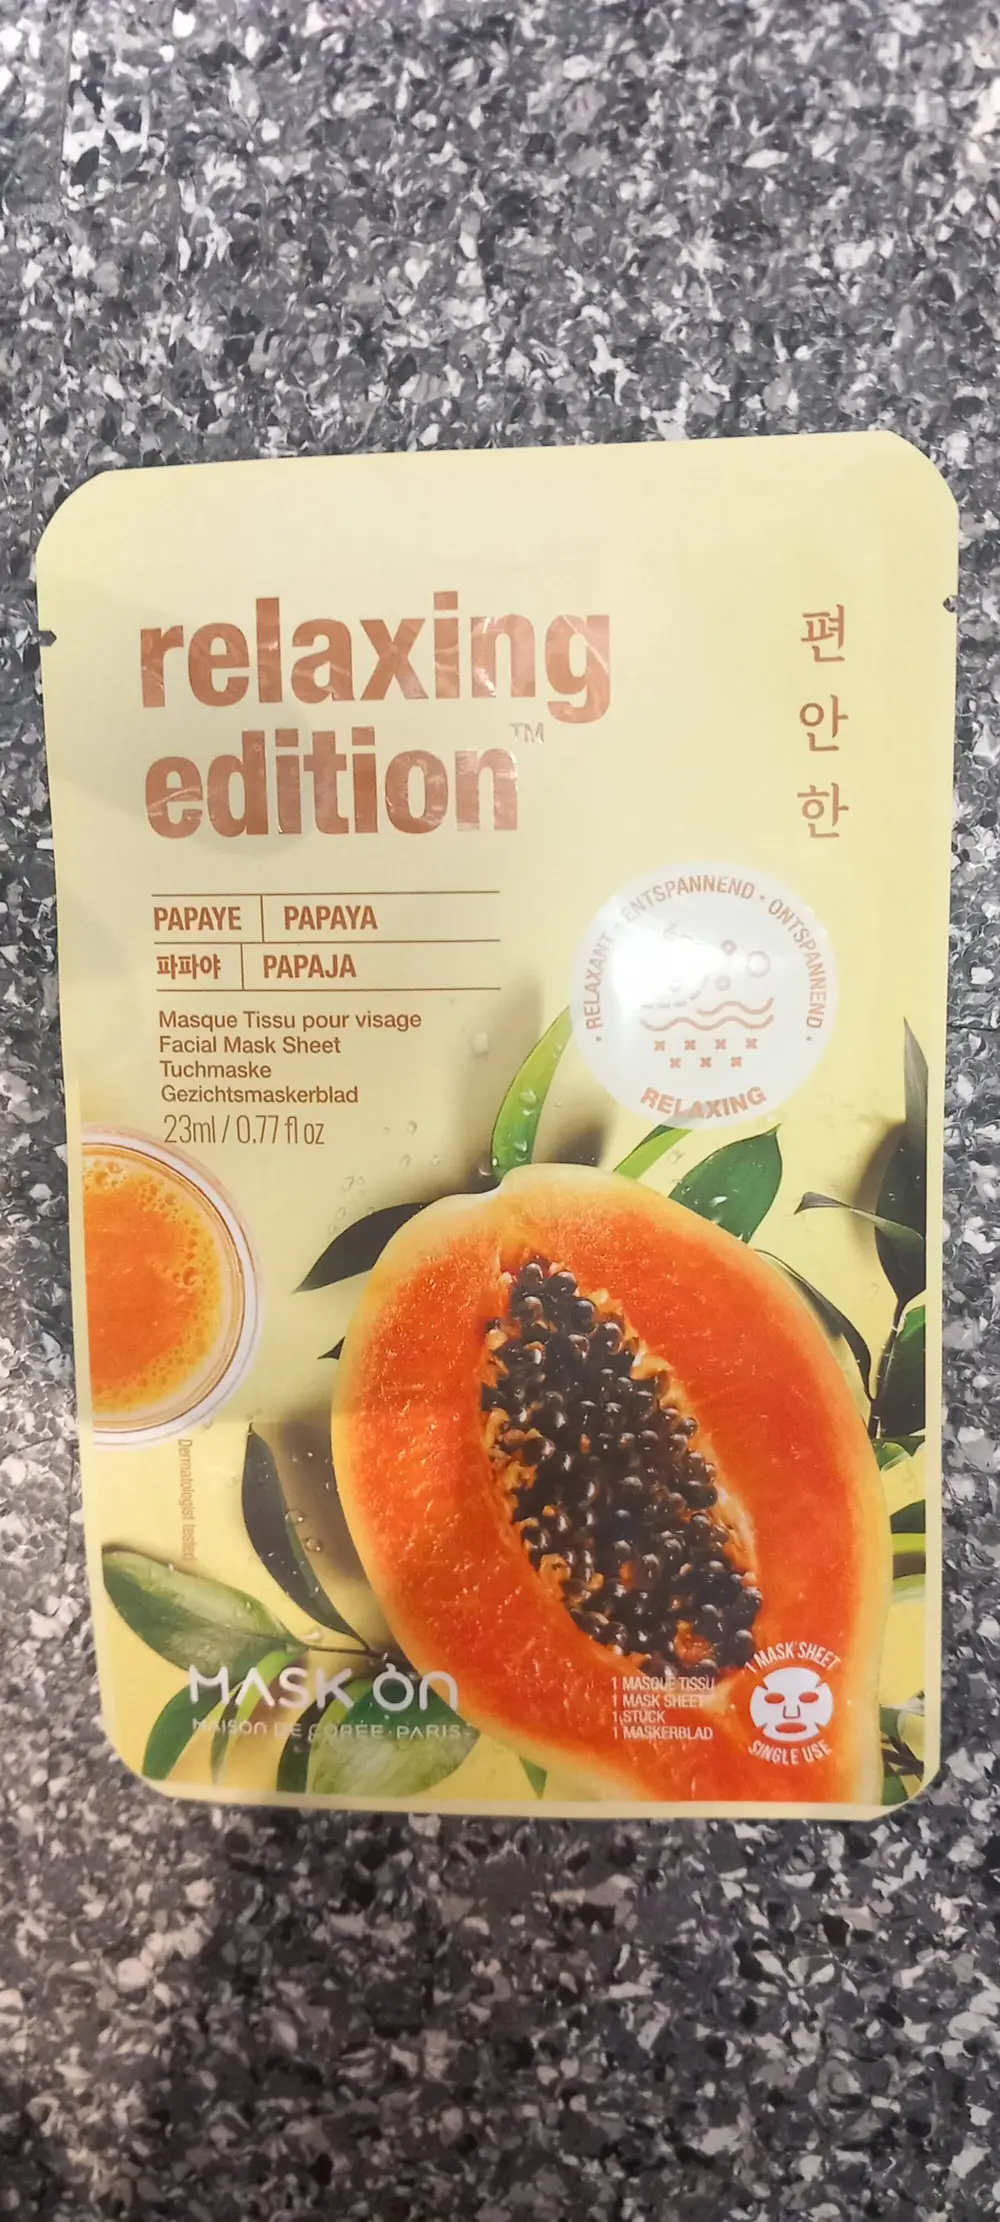 relaxing
edition™
편
안
한
PAPAYE PAPAYA
파파야 PAPAJA
Masque Tissu pour visage
Facial Mask Sheet
Tuchmaske
Gezichtsmaskerblad
23ml / 0.77 fl oz
• RELAXANT • ENTSPANNEND • ONTSPANNEND •
RELAXING
Dermatologist tested
MASK ON
MAISON DE CORÉE • PARIS
1 MASQUE TISSU
1 MASK SHEET
1 STÜCK
1 MASKERBLAD
1 MASK SHEET
SINGLE USE